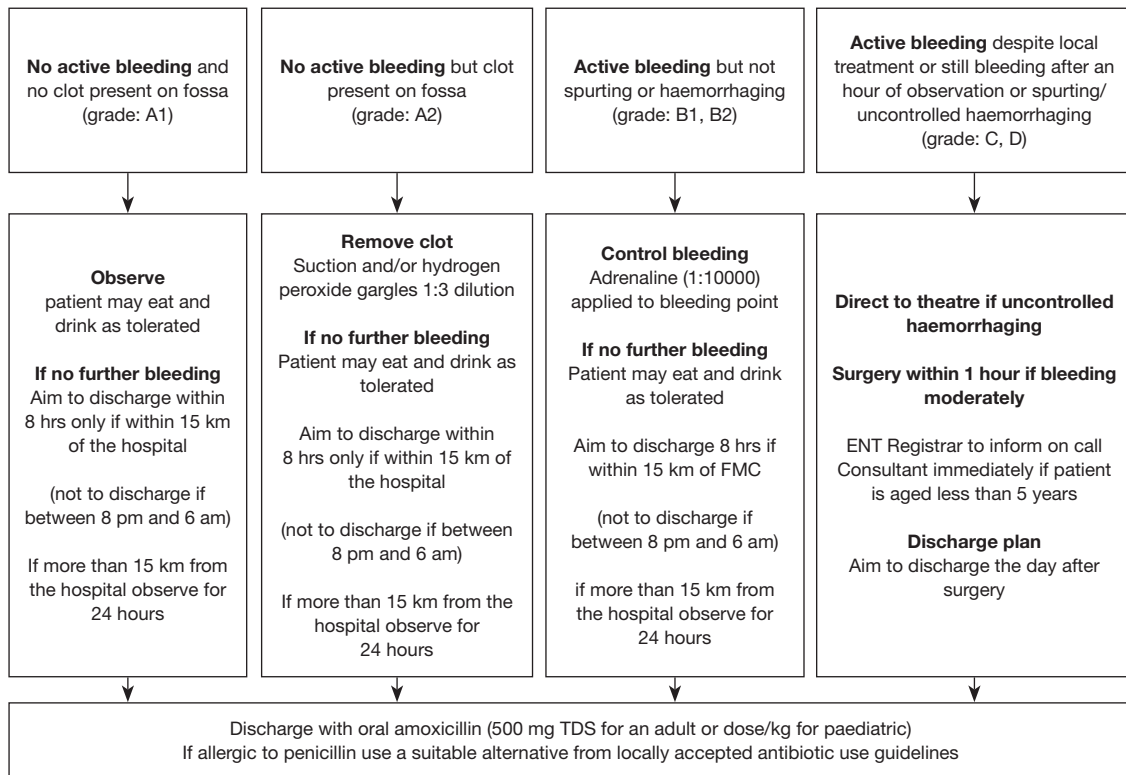 No active bleeding and
no clot present on fossa
(grade: A1)
No active bleeding but clot
present on fossa
(grade: A2)
Active bleeding but not
spurting or haemorrhaging
(grade: B1, B2)
Active bleeding despite local
treatment or still bleeding after an
hour of observation or spurting/
uncontrolled haemorrhaging
(grade: C, D)
Observe
patient may eat and
drink as tolerated
If no further bleeding
Aim to discharge within
8 hrs only if within 15 km
of the hospital
(not to discharge if
between 8 pm and 6 am)
If more than 15 km from
the hospital observe for
24 hours
Remove clot
Suction and/or hydrogen
peroxide gargles 1:3 dilution
If no further bleeding
Patient may eat and drink as
tolerated
Aim to discharge within
8 hrs only if within 15 km of
the hospital
(not to discharge if between
8 pm and 6 am)
If more than 15 km from the
hospital observe for
24 hours
Control bleeding
Adrenaline (1:10000)
applied to bleeding point
If no further bleeding
Patient may eat and drink
as tolerated
Aim to discharge 8 hrs if
within 15 km of FMC
(not to discharge if
between 8 pm and 6 am)
if more than 15 km from
the hospital observe for
24 hours
Direct to theatre if uncontrolled
haemorrhaging
Surgery within 1 hour if bleeding
moderately
ENT Registrar to inform on call
Consultant immediately if patient
is aged less than 5 years
Discharge plan
Aim to discharge the day after
surgery
Discharge with oral amoxicillin (500 mg TDS for an adult or dose/kg for paediatric)
If allergic to penicillin use a suitable alternative from locally accepted antibiotic use guidelines